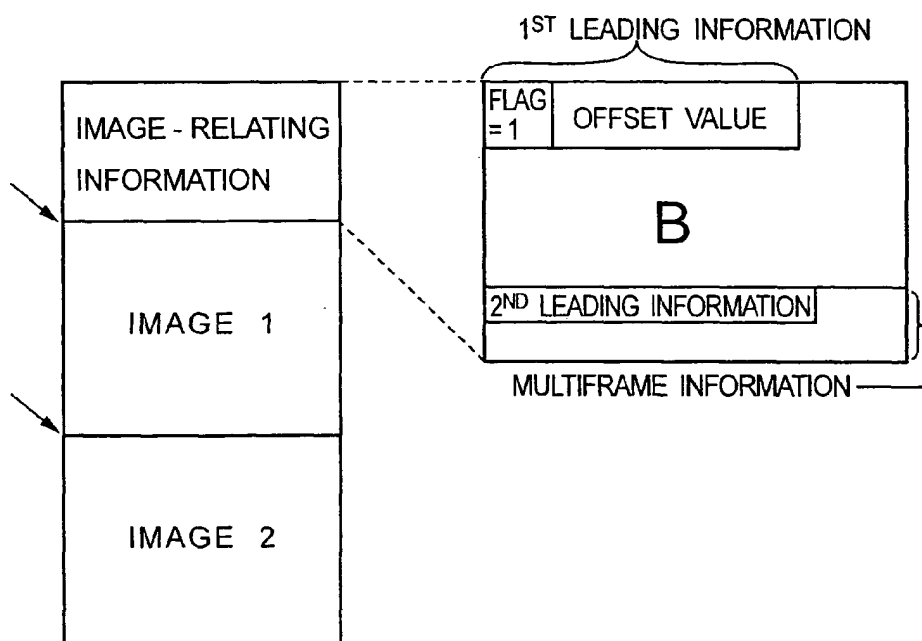 1ST LEADING INFORMATION
IMAGE - RELATING
INFORMATION
FLAG
= 1
OFFSET VALUE
B
2ND LEADING INFORMATION
MULTIFRAME INFORMATION
IMAGE 1
IMAGE 2